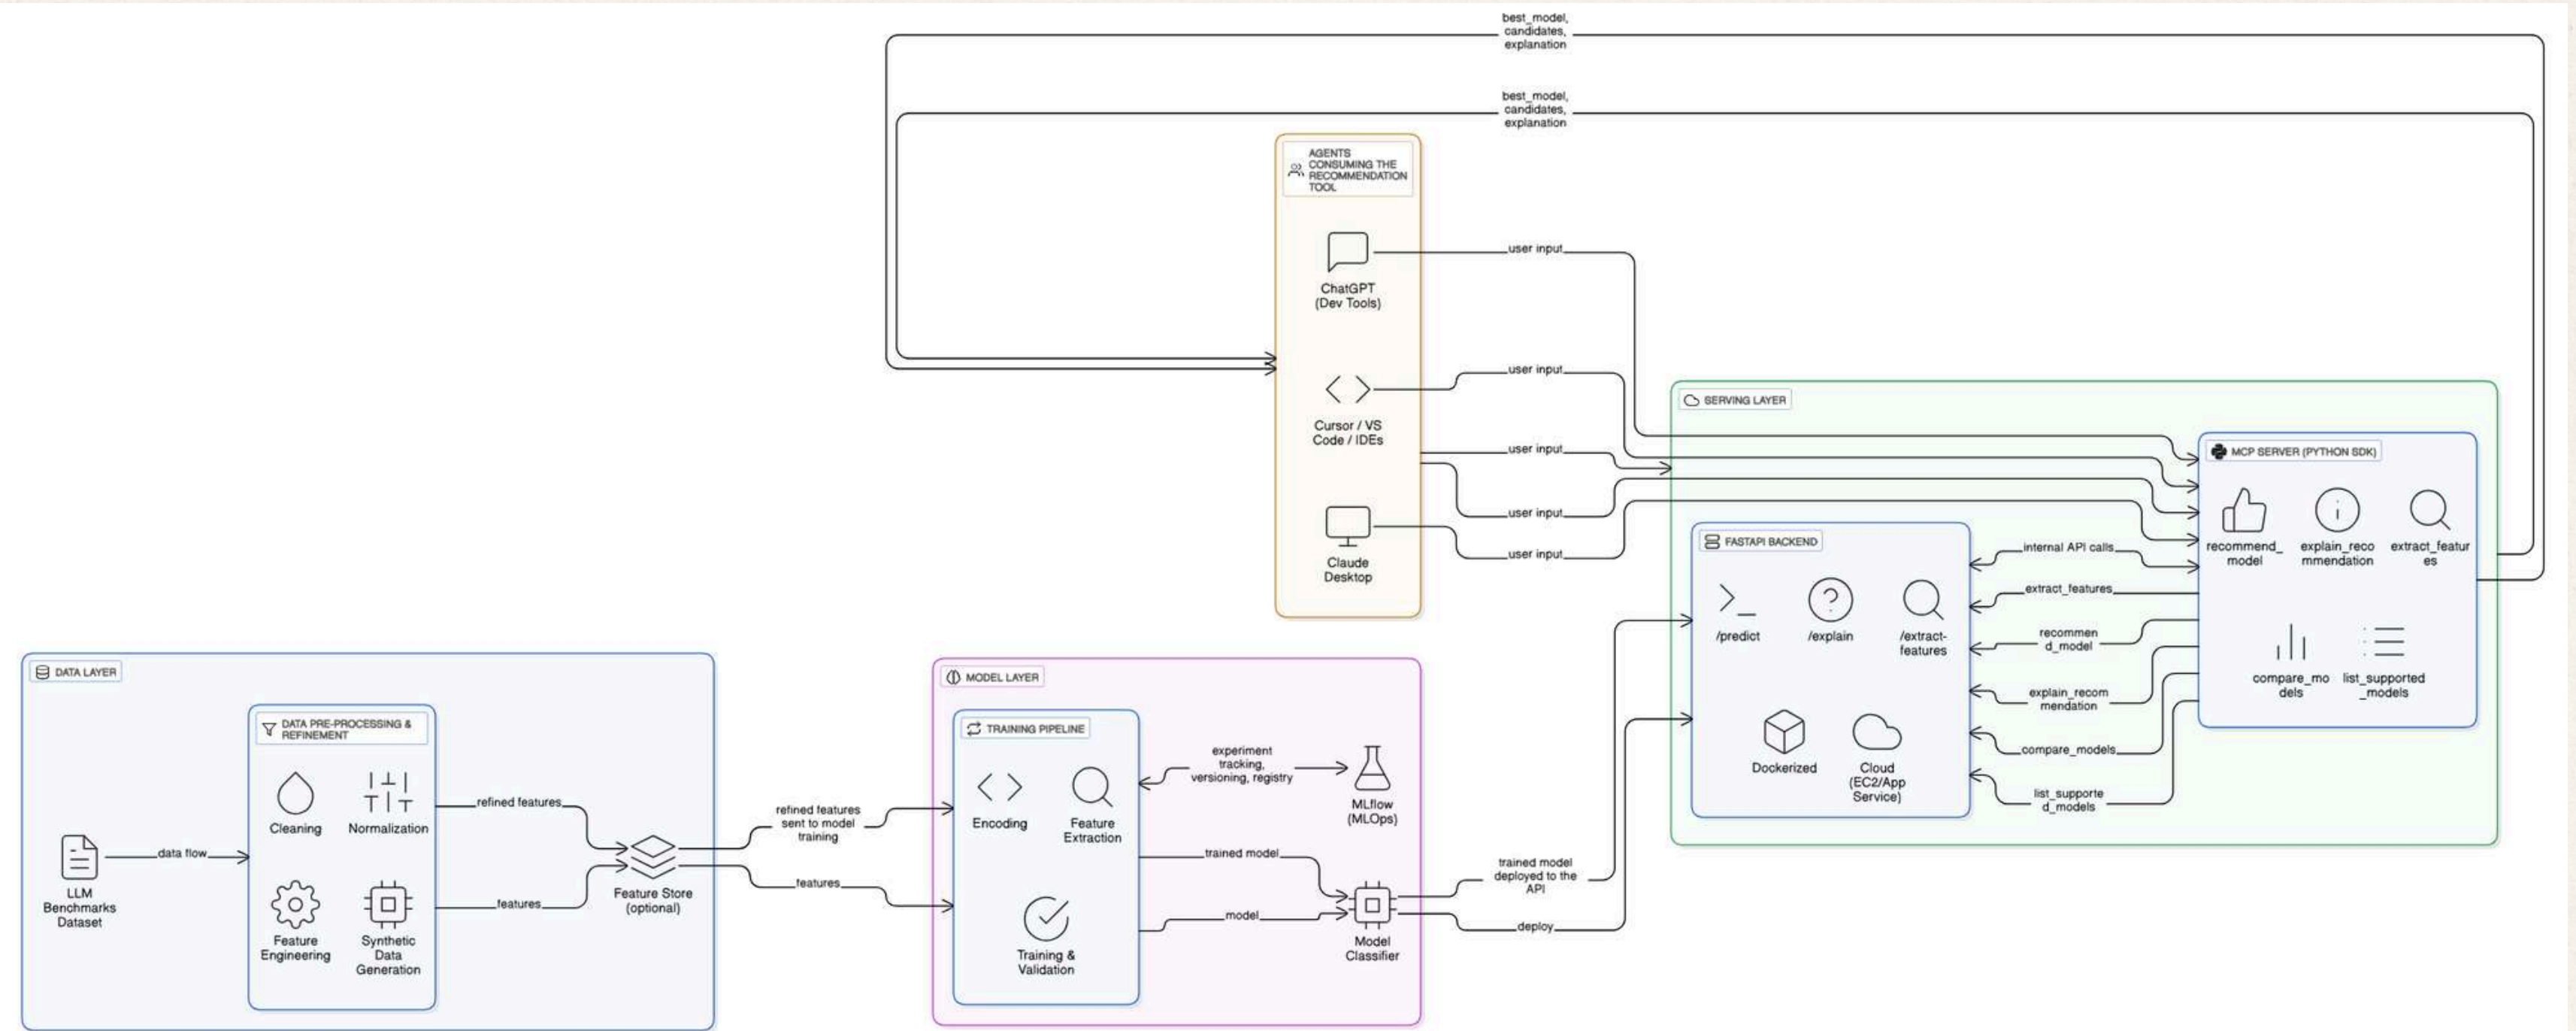 best_model,
candidates,
explanation
best_model,
candidates,
explanation
AGENTS
CONSUMING THE
RECOMMENDATION
TOOL
ChatGPT
(Dev Tools)
Cursor / VS
Code / IDEs
Claude
Desktop
user input
user input
user input
user input
user input
SERVING LAYER
MCP SERVER (PYTHON SDK)
recommend_
model
explain_reco
mmendation
extract_featur
es
compare_mo
dels
list_supported
_models
FASTAPI BACKEND
/predict
/explain
/extract-
features
Dockerized
Cloud
(EC2/App
Service)
internal API calls
extract_features
recommen
d_model
explain_recom
mendation
compare_models
list_supporte
d_models
DATA LAYER
LLM
Benchmarks
Dataset
data flow
DATA PRE-PROCESSING &
REFINEMENT
Cleaning
Normalization
Feature
Engineering
Synthetic
Data
Generation
refined features
features
Feature Store
(optional)
refined features
sent to model
training
features
MODEL LAYER
TRAINING PIPELINE
Encoding
Feature
Extraction
Training &
Validation
experiment
tracking,
versioning, registry
MLflow
(MLOps)
trained model
model
Model
Classifier
trained model
deployed to the
API
deploy